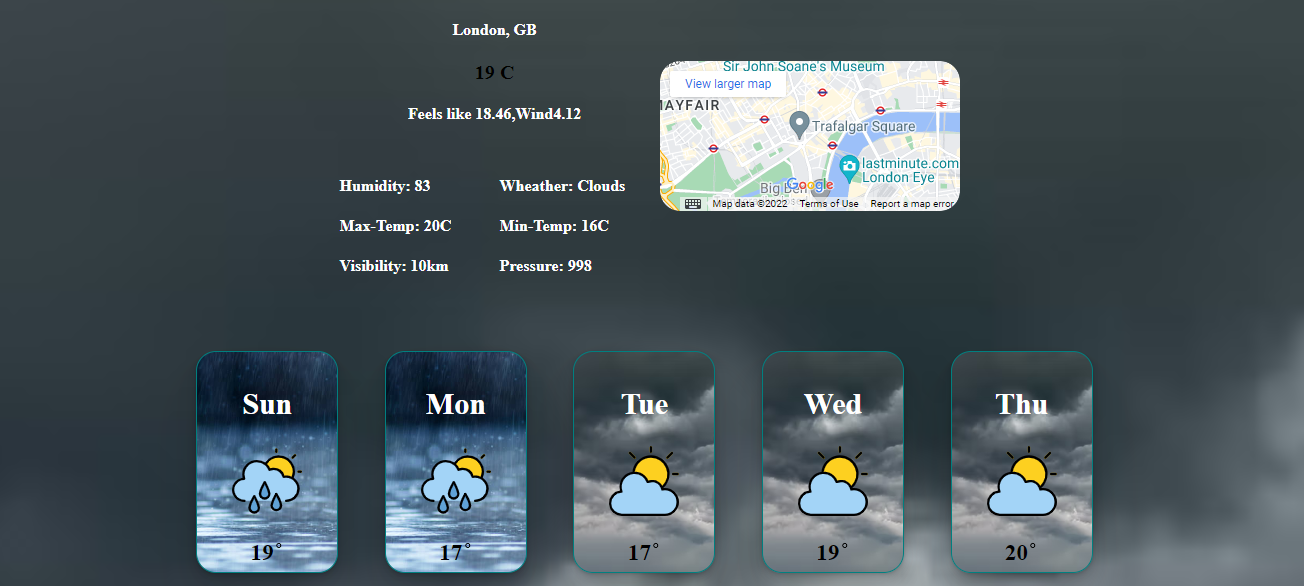 London, GB
19 C
Feels like 18.46,Wind4.12
Humidity: 83
Wheather: Clouds
Max-Temp: 20C
Min-Temp: 16C
Visibility: 10km
Pressure: 998
Sir John Soane's Museum
View larger map
MAYFAIR
Trafalgar Square
lastminute.com
London Eye
Big Ben
Google
Map data ©2022
Terms of Use
Report a map error
Sun
Mon
Tue
Wed
Thu
19°
17°
17°
19°
20°